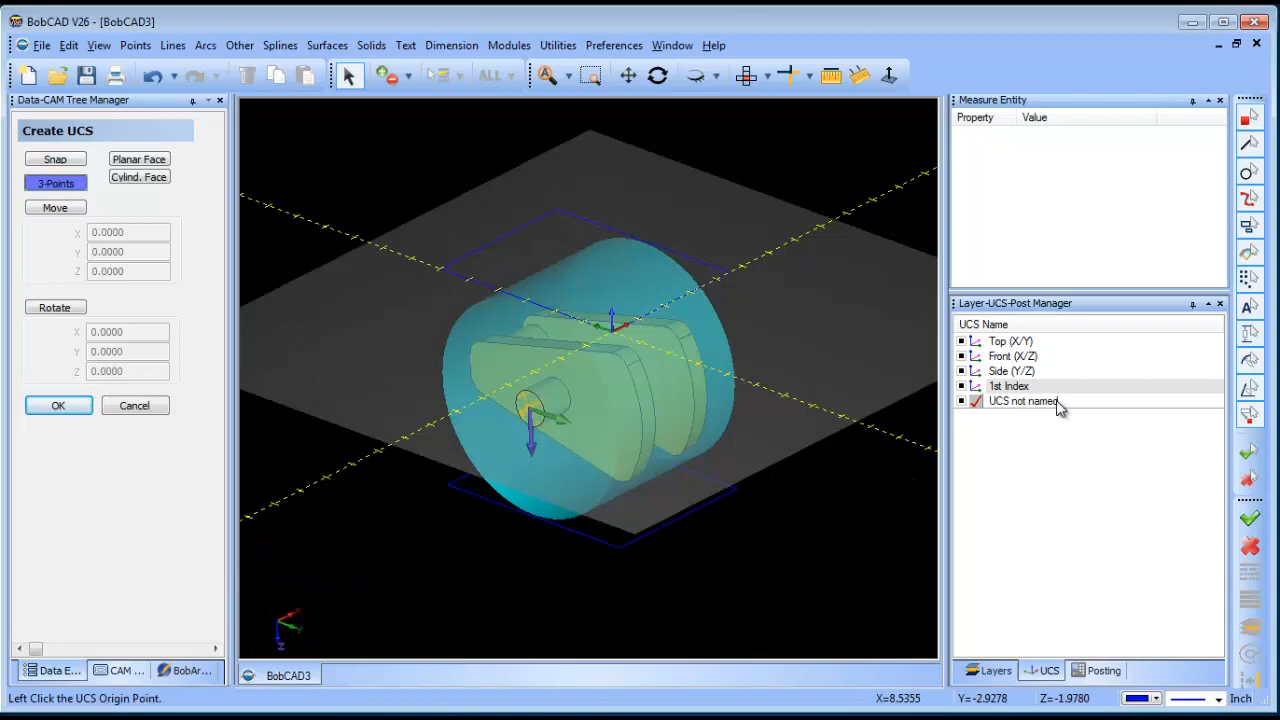 BobCAD V26 - [BobCAD3]
File Edit View Points Lines Arcs Other Splines Surfaces Solids Text Dimension Modules Utilities Preferences Window Help
ALL
Data-CAM Tree Manager
Create UCS
Snap Planar Face
3-Points Cylind. Face
Move
X 0.0000
Y 0.0000
Z 0.0000
Rotate
X 0.0000
Y 0.0000
Z 0.0000
OK Cancel
Data E... CAM ... BobAr...
X
Y
Z
BobCAD3
Measure Entity
Property Value
Layer-UCS-Post Manager
UCS Name
Top (X/Y)
Front (X/Z)
Side (Y/Z)
1st Index
UCS not named
Layers UCS Posting
A
Left Click the UCS Origin Point. X=8.5355 Y=-2.9278 Z=-1.9780 Inch